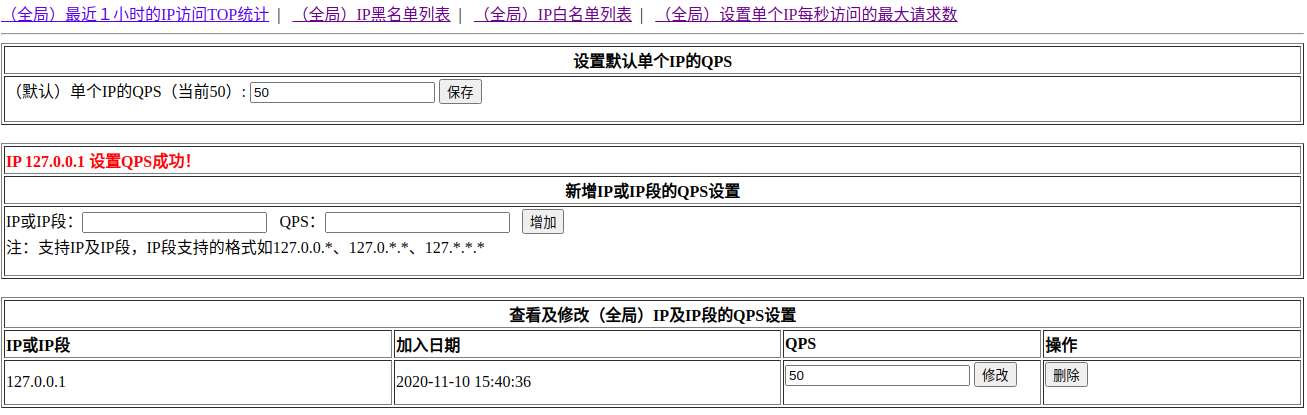 （全局）最近１小时的IP访问TOP统计 | （全局）IP黑名单列表 | （全局）IP白名单列表 | （全局）设置单个IP每秒访问的最大请求数
设置默认单个IP的QPS
（默认）单个IP的QPS（当前50）: 50 保存
IP 127.0.0.1 设置QPS成功！
新增IP或IP段的QPS设置
IP或IP段： QPS： 增加
注：支持IP及IP段，IP段支持的格式如127.0.0.*、127.0.*.*、127.*.*.*
查看及修改（全局）IP及IP段的QPS设置
IP或IP段 加入日期 QPS 操作
127.0.0.1 2020-11-10 15:40:36 50 修改 删除